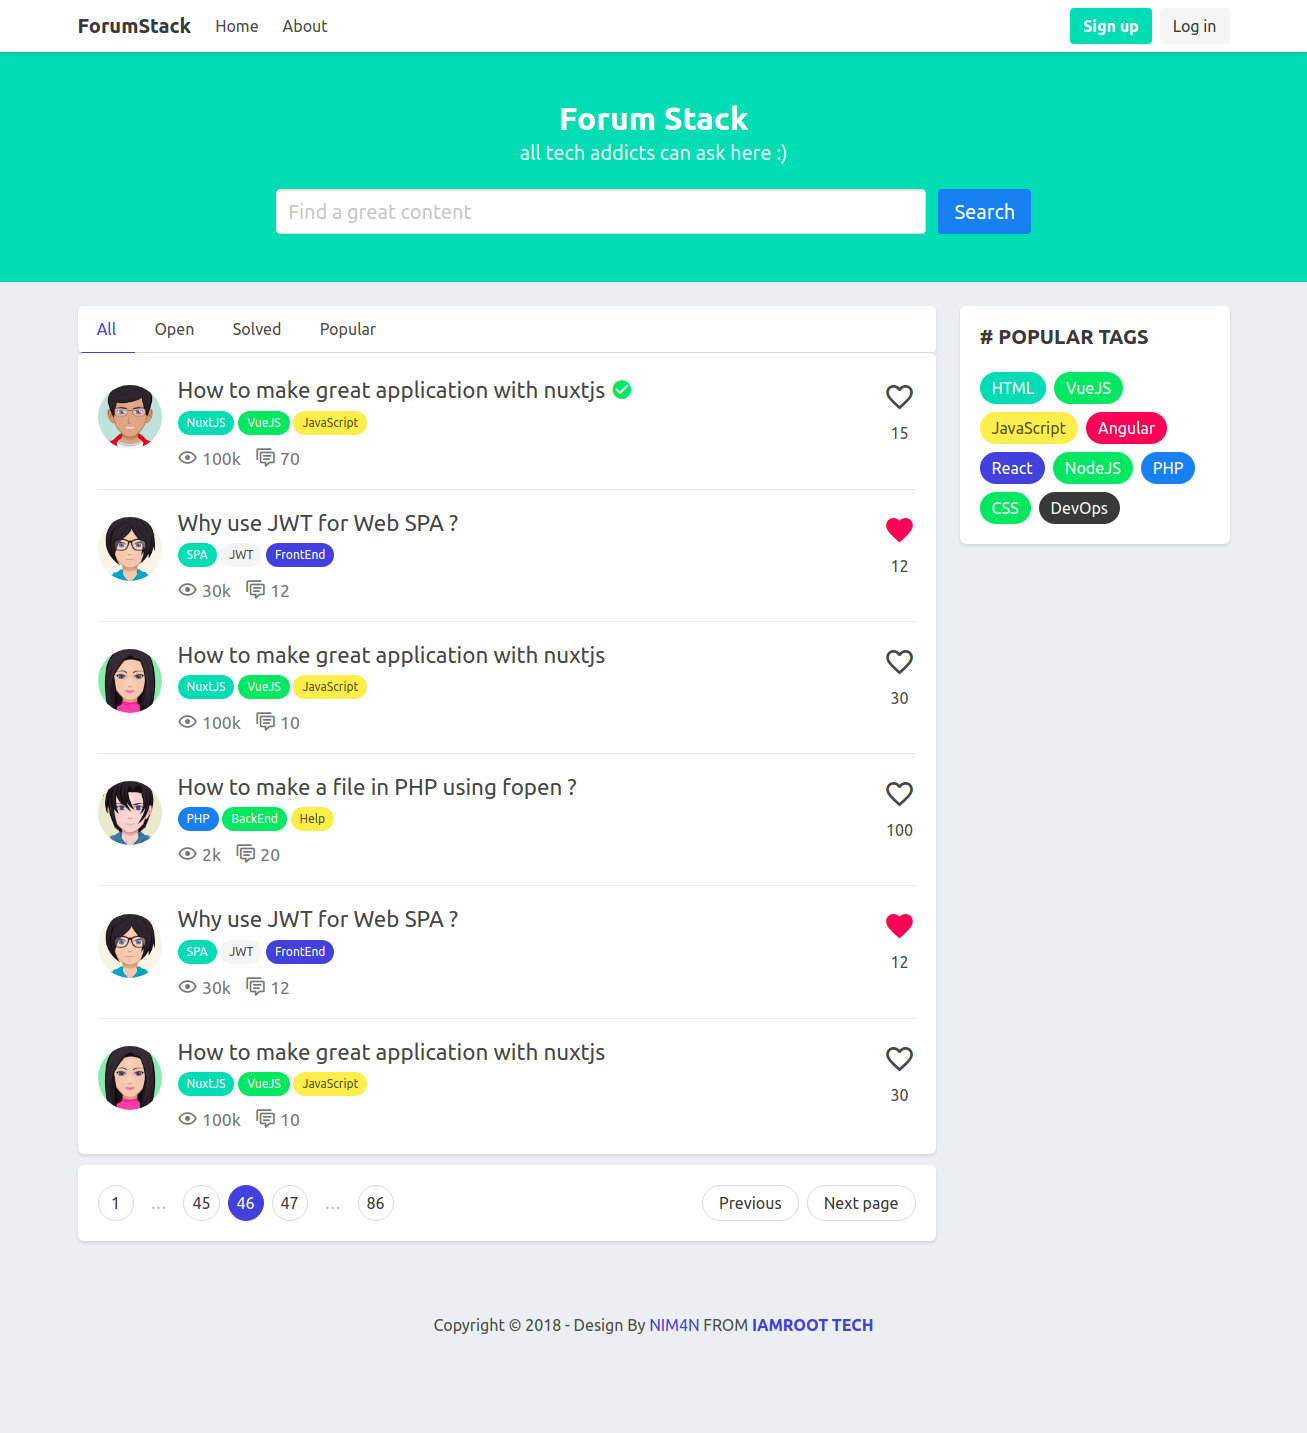 ForumStack Home About Sign up Log in
Forum Stack
all tech addicts can ask here :)
Find a great content Search
All Open Solved Popular
# POPULAR TAGS
HTML VueJS
JavaScript Angular
React NodeJS PHP
CSS DevOps
How to make great application with nuxtjs
NuxtJS VueJS JavaScript
15
100k 70
Why use JWT for Web SPA ?
SPA JWT FrontEnd
12
30k 12
How to make great application with nuxtjs
NuxtJS VueJS JavaScript
30
100k 10
How to make a file in PHP using fopen ?
PHP BackEnd Help
100
2k 20
Why use JWT for Web SPA ?
SPA JWT FrontEnd
12
30k 12
How to make great application with nuxtjs
NuxtJS VueJS JavaScript
30
100k 10
1 … 45 46 47 … 86 Previous Next page
Copyright © 2018 - Design By NIM4N FROM IAMROOT TECH